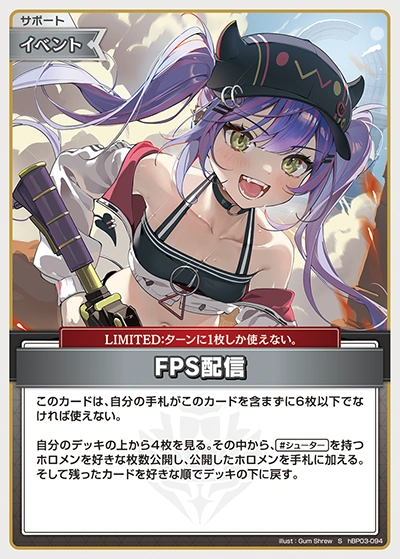 サポート
イベント
LIMITED:ターンに1枚しか使えない。
FPS配信
このカードは、自分の手札がこのカードを含まずに6枚以下でな
ければ使えない。
自分のデッキの上から4枚を見る。その中から、#シューターを持つ
ホロメンを好きな枚数公開し、公開したホロメンを手札に加える。
そして残ったカードを好きな順でデッキの下に戻す。
illust : Gum Shrew S hBP03-094